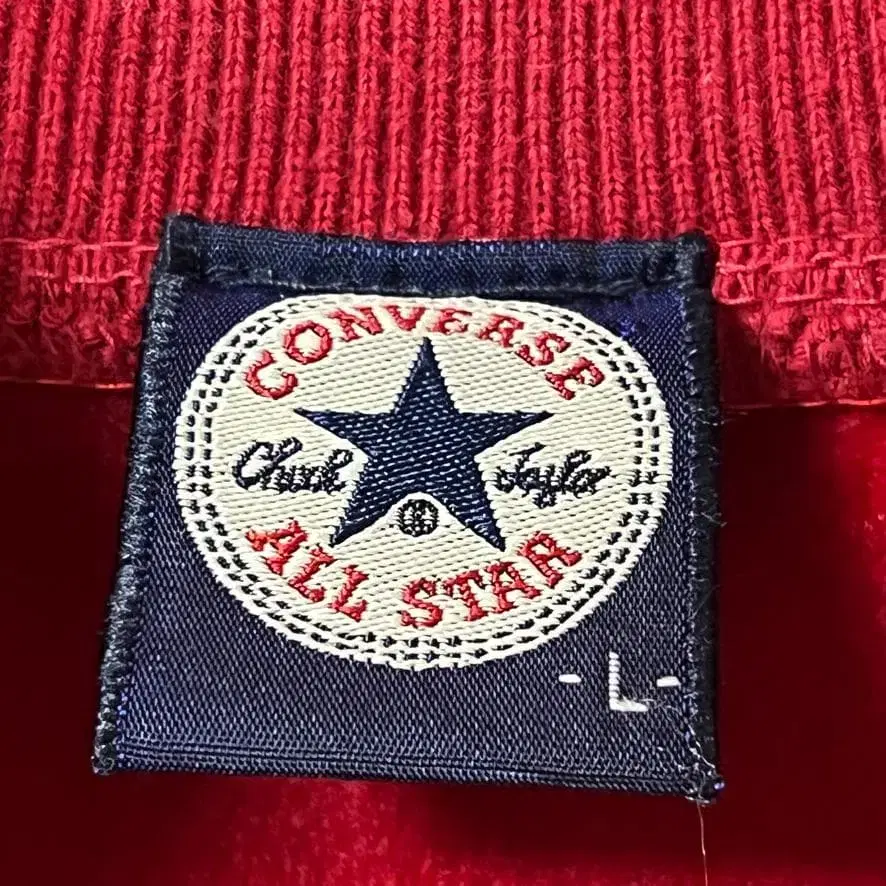 CONVERSE
Chuck Taylor
ALL STAR
-L-